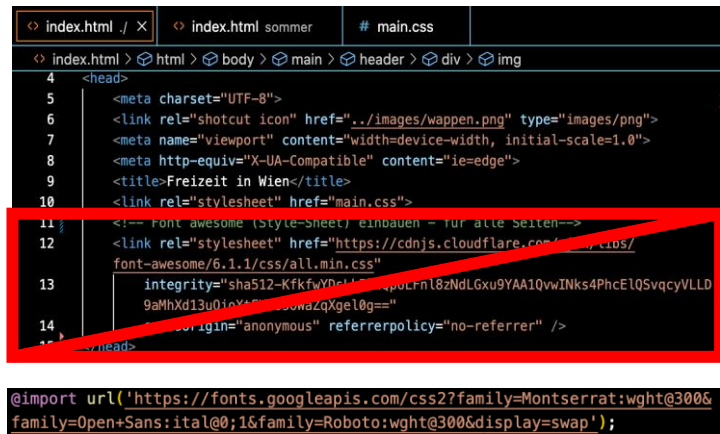 <> index.html ./ × <> index.html sommer # main.css
<> index.html > html > body > main > header > div > img
4 <head>
5 <meta charset="UTF-8">
6 <link rel="shotcut icon" href="../images/wappen.png" type="images/png">
7 <meta name="viewport" content="width=device-width, initial-scale=1.0">
8 <meta http-equiv="X-UA-Compatible" content="ie=edge">
9 <title>Freizeit in Wien</title>
10 <link rel="stylesheet" href="main.css">
11 <!-- Font awesome (Style-Sheet) einbauen - für alle Seiten-->
12 <link rel="stylesheet" href="https://cdnjs.cloudflare.com/
font-awesome/6.1.1/css/all.min.css"
13 integrity="sha512-
14 "anonymous" referrerpolicy="no-referrer" />
</head>
@import url('https://fonts.googleapis.com/css2?family=Montserrat:wght@300&
family=Open+Sans:ital@0;1&family=Roboto:wght@300&display=swap');